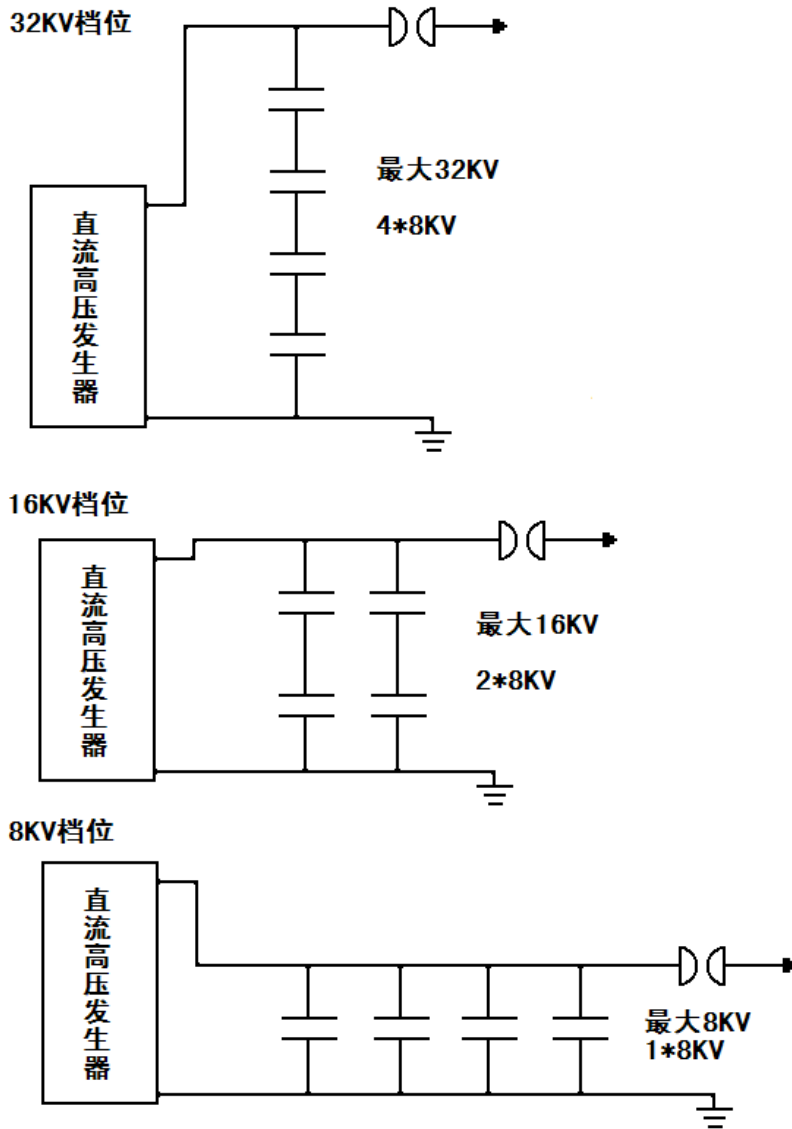 32KV档位
最大32KV
4*8KV
直流高压发生器
16KV档位
最大16KV
2*8KV
直流高压发生器
8KV档位
直流高压发生器
最大8KV
1*8KV